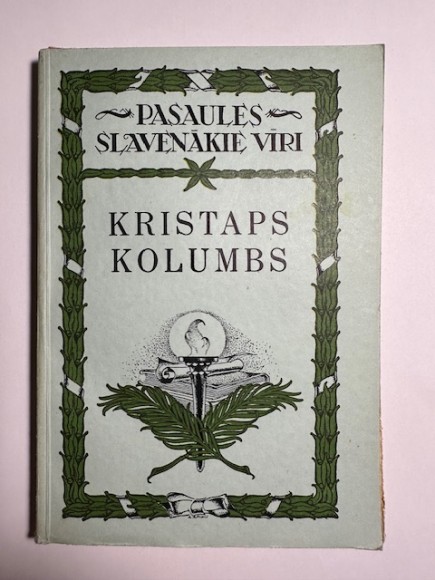 PASAULES
SLAVENĀKIE VĪRI
KRISTAPS
KOLUMBS